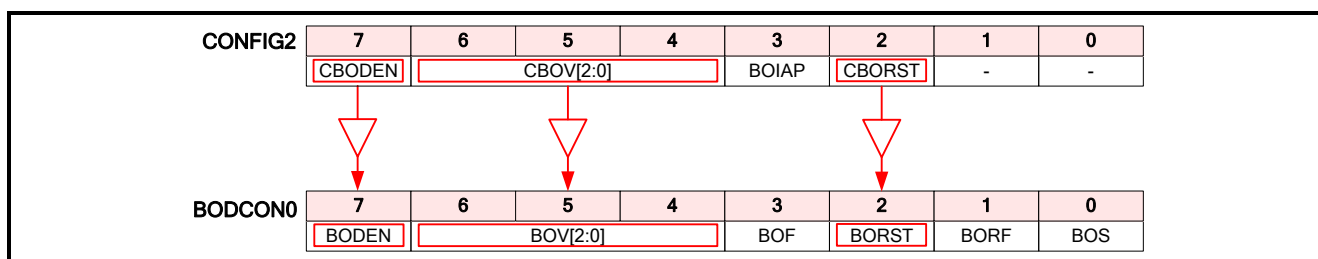 CONFIG2 7 6 5 4 3 2 1 0
CBODEN CBOV[2:0] BOIAP CBORST - -
BODCON0 7 6 5 4 3 2 1 0
BODEN BOV[2:0] BOF BORST BORF BOS